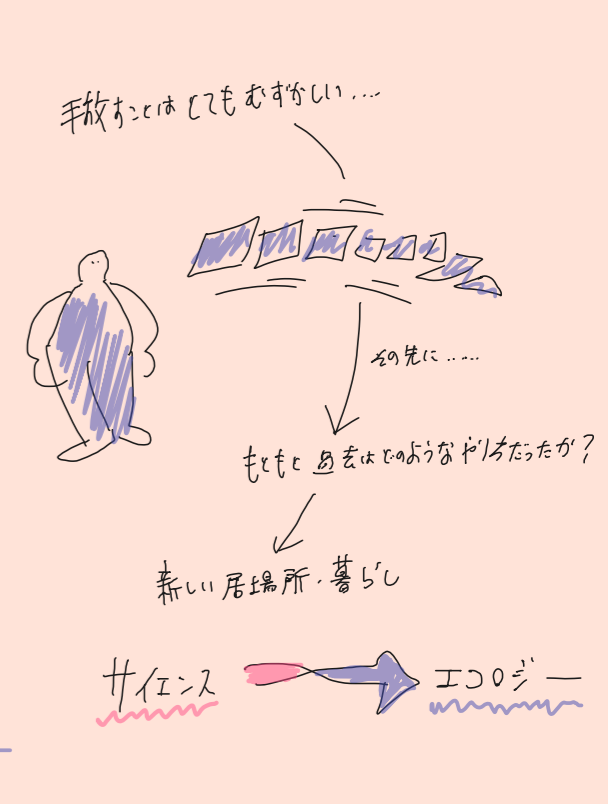 手放すことは とても むずかしい....
その先に......
もともと 過去は どのような やり方だったか?
新しい 居場所・暮らし
サイエンス
エコロジー